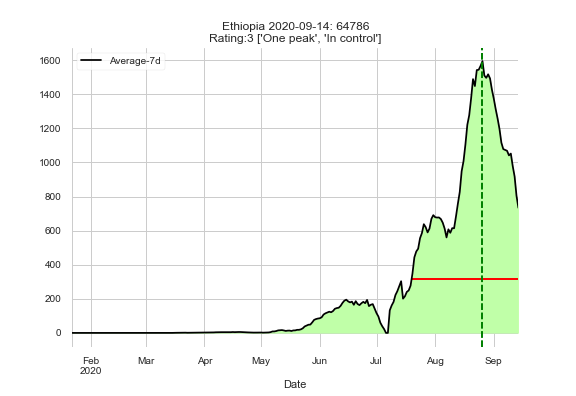 Ethiopia 2020-09-14: 64786
Rating:3 ['One peak', 'In control']
Average-7d
1600
1400
1200
1000
800
600
400
200
0
Feb Mar Apr May Jun Jul Aug Sep
2020
Date